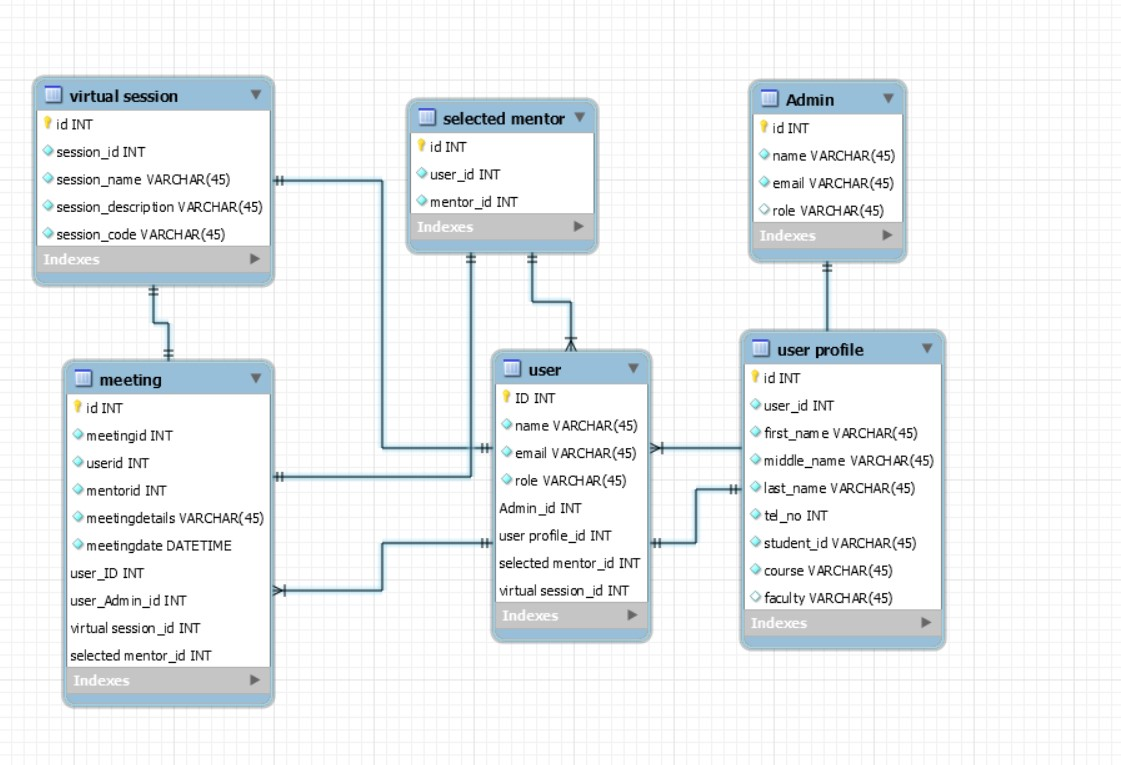 virtual session
id INT
session_id INT
session_name VARCHAR(45)
session_description VARCHAR(45)
session_code VARCHAR(45)
Indexes
selected mentor
id INT
user_id INT
mentor_id INT
Indexes
Admin
id INT
name VARCHAR(45)
email VARCHAR(45)
role VARCHAR(45)
Indexes
meeting
id INT
meetingid INT
userid INT
mentorid INT
meetingdetails VARCHAR(45)
meetingdate DATETIME
user_ID INT
user_Admin_id INT
virtual session_id INT
selected mentor_id INT
Indexes
user
ID INT
name VARCHAR(45)
email VARCHAR(45)
role VARCHAR(45)
Admin_id INT
user profile_id INT
selected mentor_id INT
virtual session_id INT
Indexes
user profile
id INT
user_id INT
first_name VARCHAR(45)
middle_name VARCHAR(45)
last_name VARCHAR(45)
tel_no INT
student_id VARCHAR(45)
course VARCHAR(45)
faculty VARCHAR(45)
Indexes